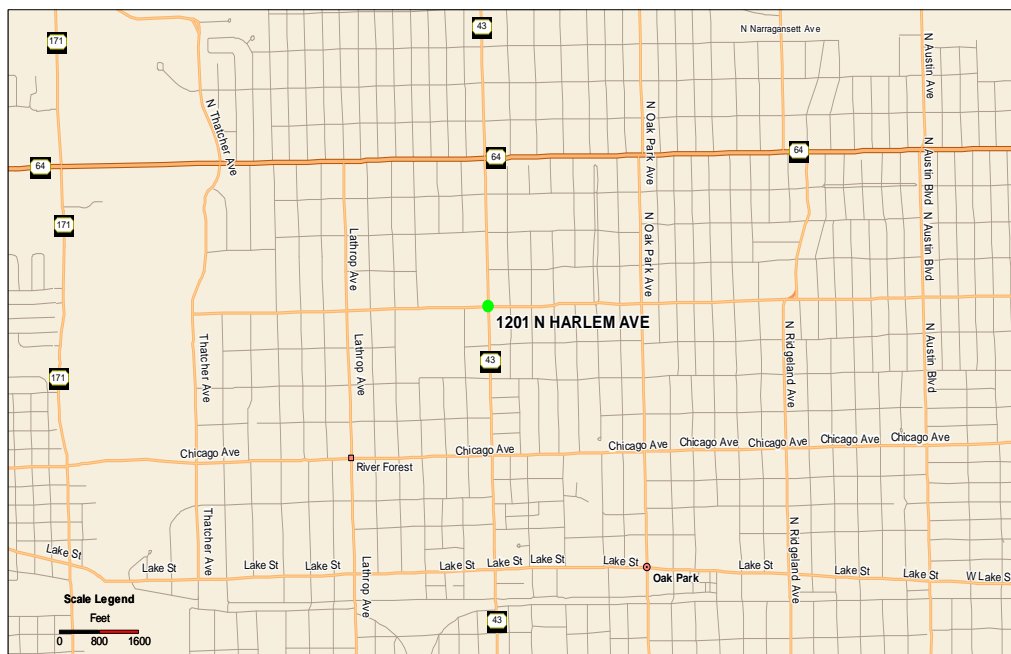 43
N Narragansett Ave
171
N Austin Ave
N Thatcher Ave
N Oak Park Ave
64
64
64
N Austin Blvd
171
Lathrop Ave
N Oak Park Ave
N Austin Blvd
1201 N HARLEM AVE
Thatcher Ave
Lathrop Ave
43
N Ridgeland Ave
N Austin Blvd
171
Chicago Ave
Chicago Ave
Chicago Ave
Chicago Ave
Chicago Ave
Chicago Ave
Chicago Ave
River Forest
Thatcher Ave
N Ridgeland Ave
Lake St
Lake St
Lake St
Lake St
Lathrop Ave
Lake St
Lake St
Lake St
Lake St
Oak Park
Lake St
Lake St
Lake St
W Lake S
Scale Legend
Feet
0 800 1600
43